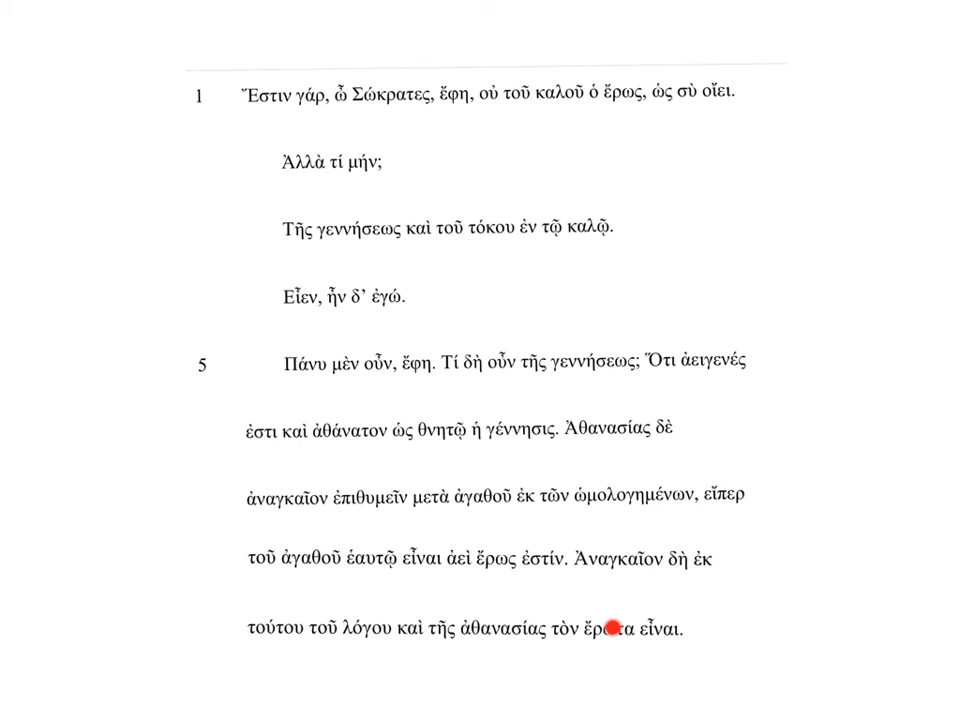 1 Ἔστιν γάρ, ὦ Σώκρατες, ἔφη, οὐ τοῦ καλοῦ ὁ ἔρως, ὡς σὺ οἴει.
Ἀλλὰ τί μήν;
Τῆς γεννήσεως καὶ τοῦ τόκου ἐν τῷ καλῷ.
Εἶεν, ἦν δ’ ἐγώ.
5 Πάνυ μὲν οὖν, ἔφη. Τί δὴ οὖν τῆς γεννήσεως; Ὅτι ἀειγενές
ἐστι καὶ ἀθάνατον ὡς θνητῷ ἡ γέννησις. Ἀθανασίας δὲ
ἀναγκαῖον ἐπιθυμεῖν μετὰ ἀγαθοῦ ἐκ τῶν ὡμολογημένων, εἴπερ
τοῦ ἀγαθοῦ ἑαυτῷ εἶναι ἀεὶ ἔρως ἐστίν. Ἀναγκαῖον δὴ ἐκ
τούτου τοῦ λόγου καὶ τῆς ἀθανασίας τὸν ἔρωτα εἶναι.